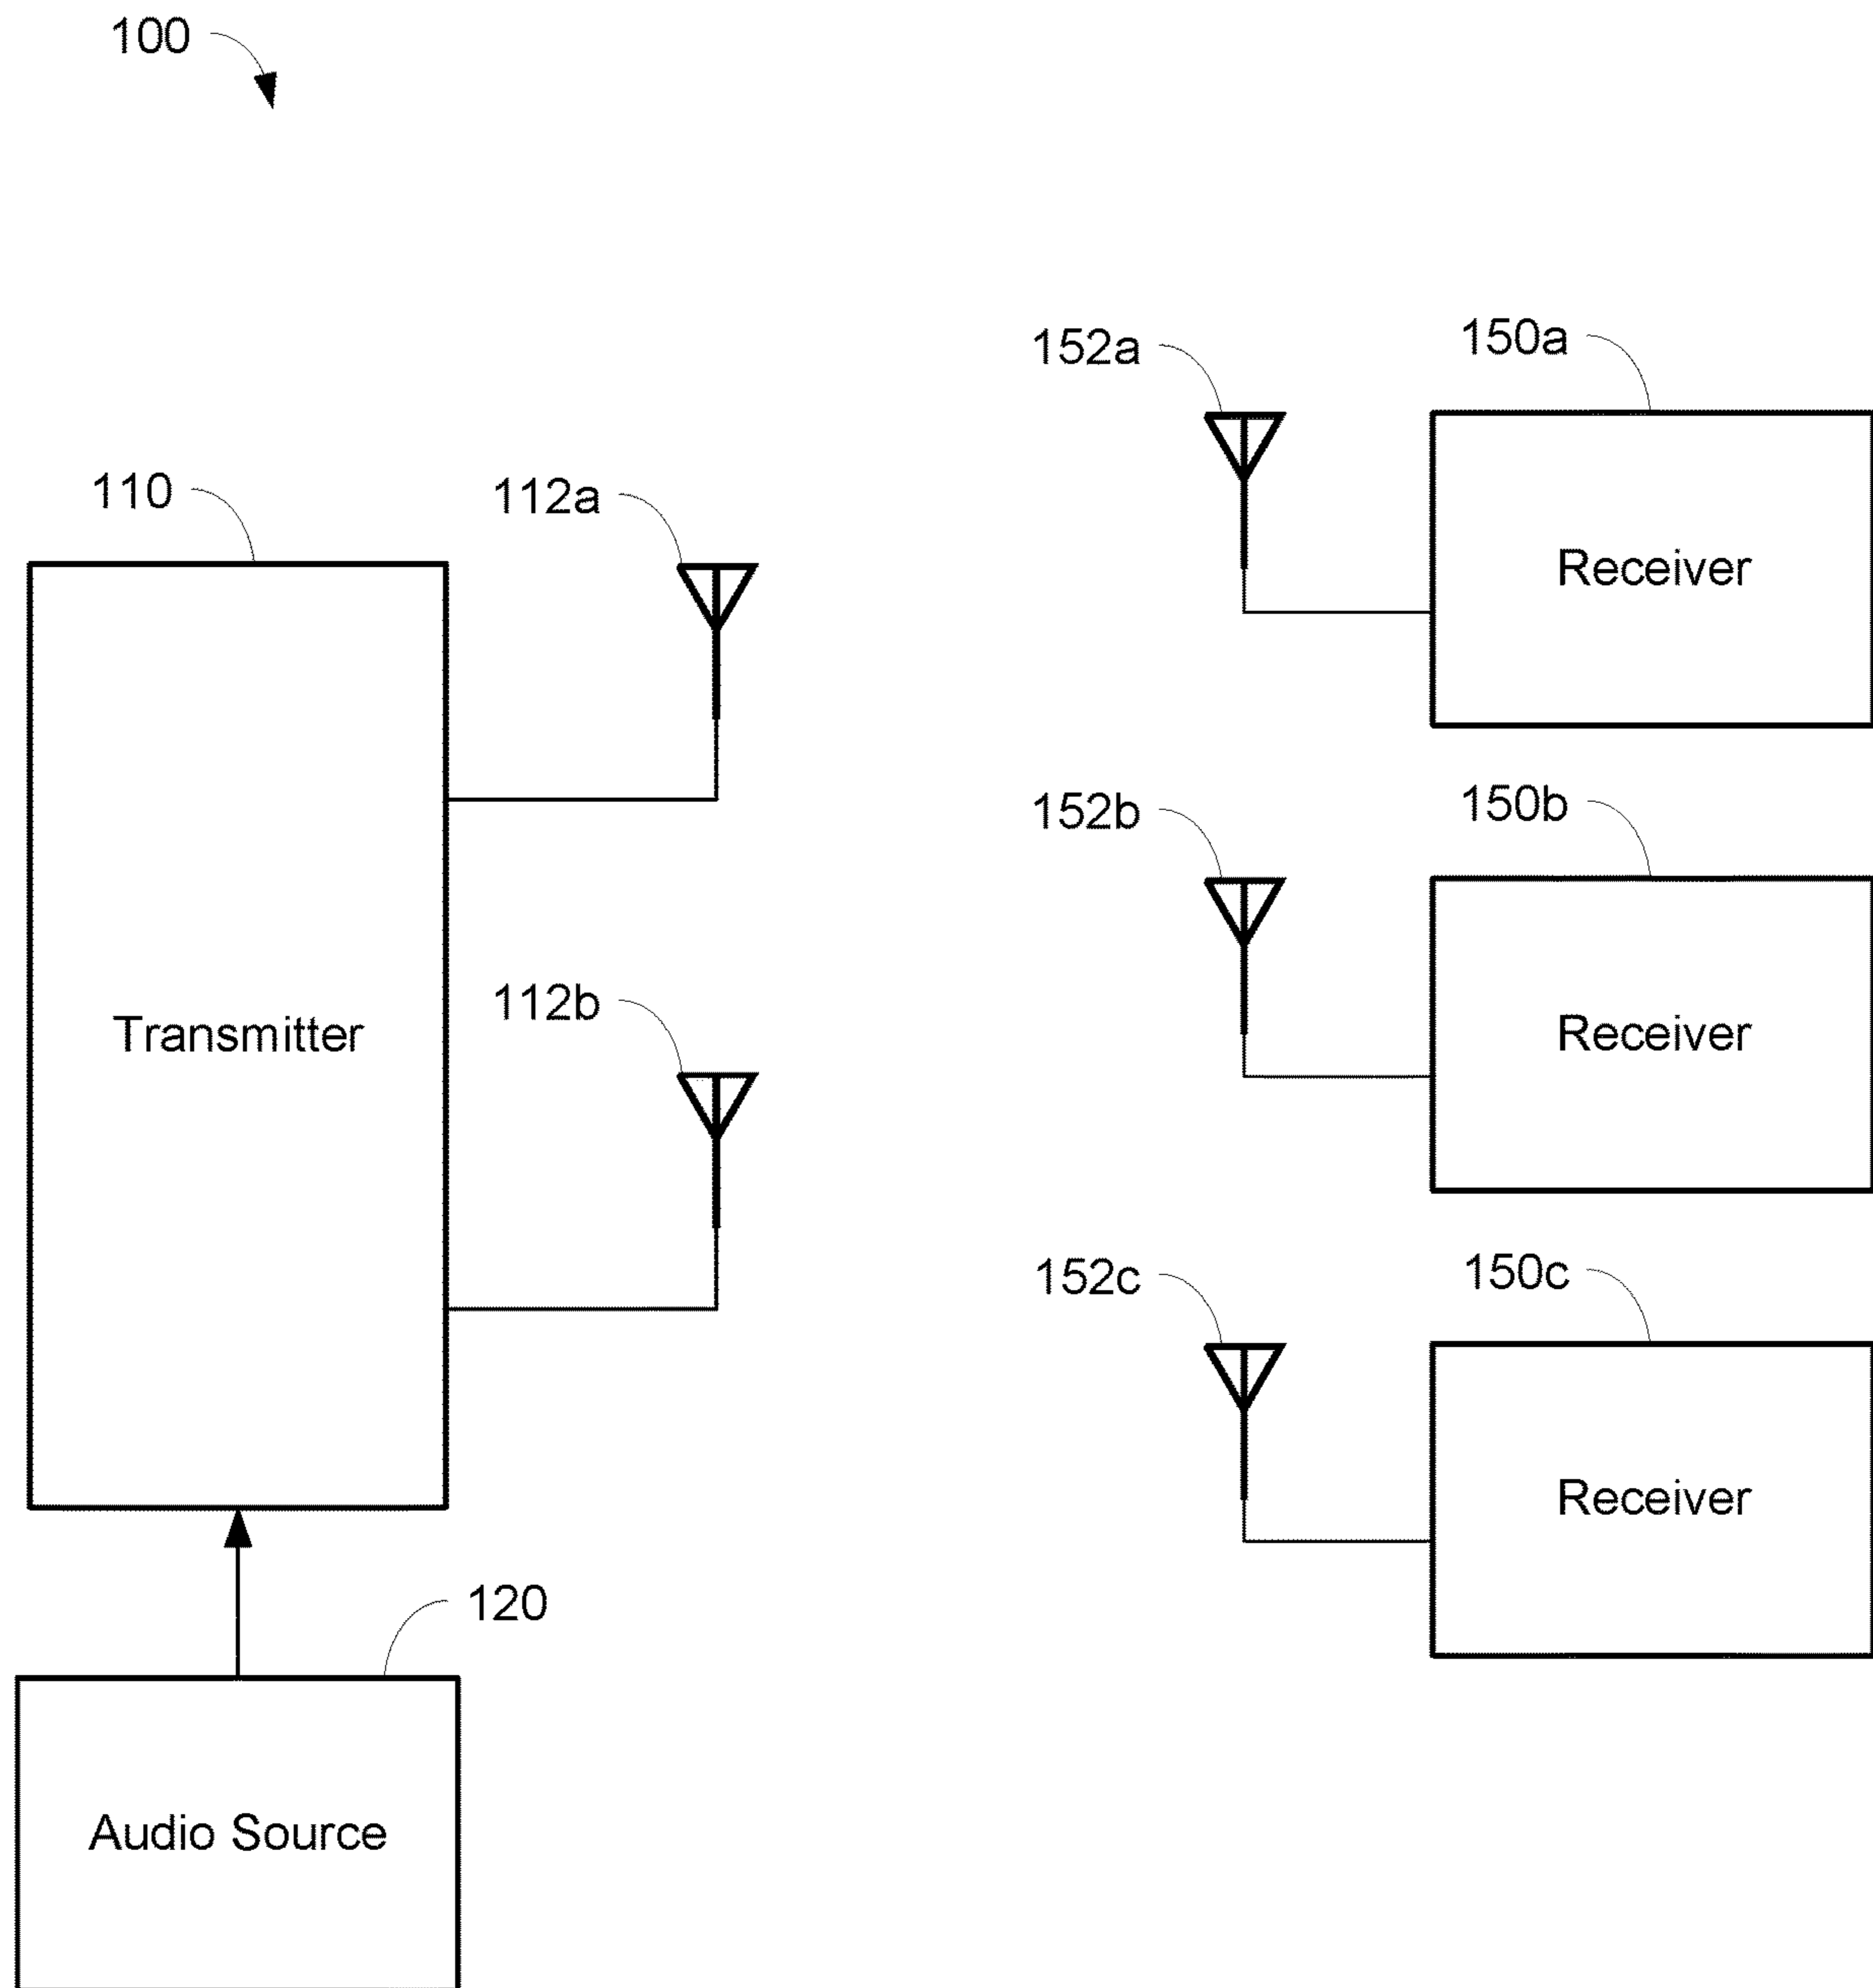 100
152a
150a
Receiver
110
112a
152b
150b
Receiver
112b
Transmitter
152c
150c
Receiver
120
Audio Source